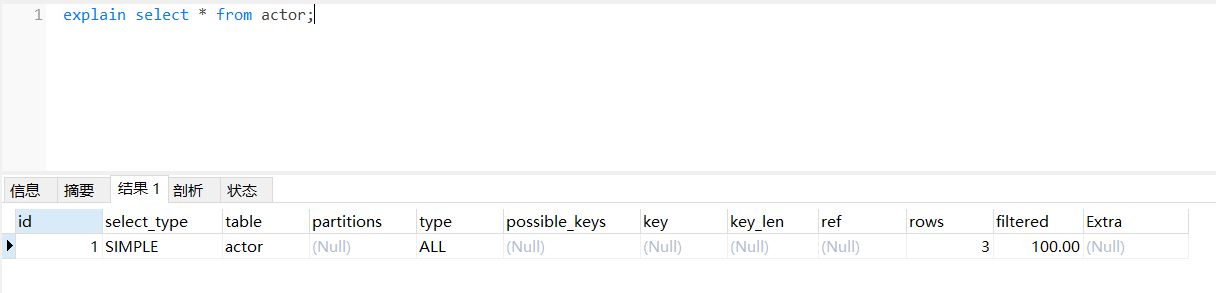 1 explain select * from actor;
信息 摘要 结果 1 剖析 状态
id select_type table partitions type possible_keys key key_len ref rows filtered Extra
1 SIMPLE actor (Null) ALL (Null) (Null) (Null) (Null) 3 100.00 (Null)